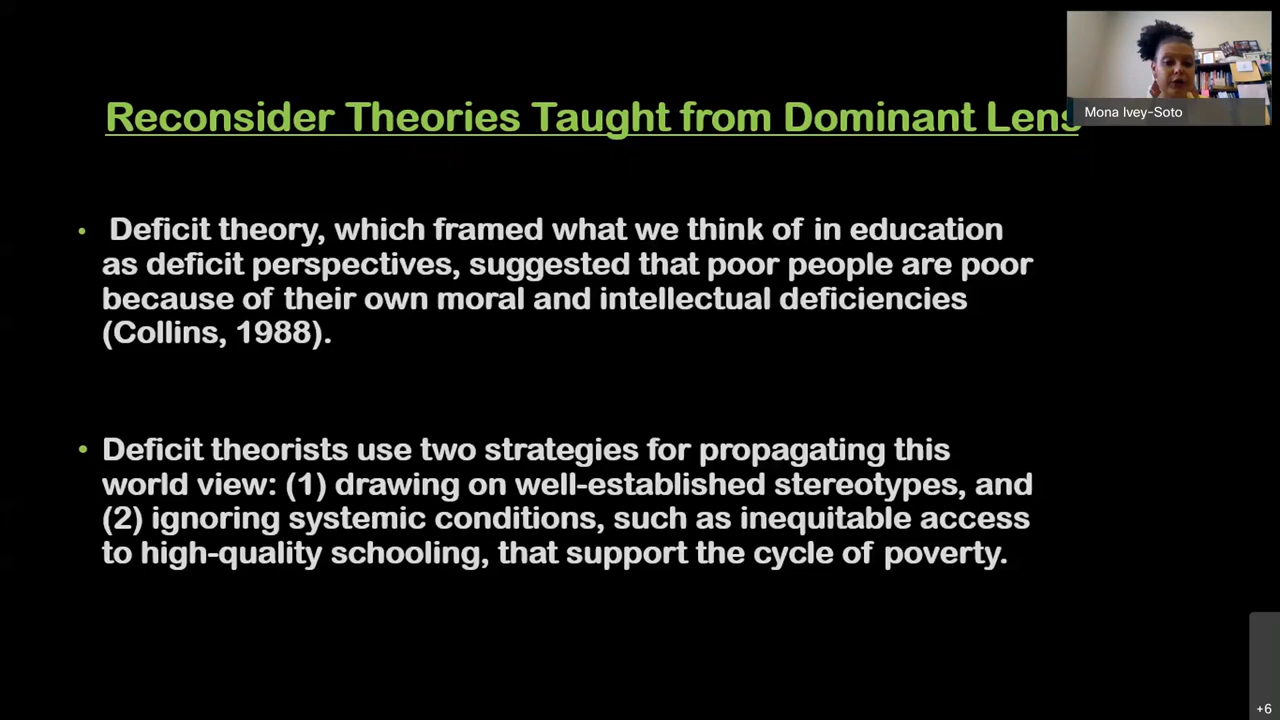 Reconsider Theories Taught from Dominant Lens
Mona Ivey-Soto
• Deficit theory, which framed what we think of in education
as deficit perspectives, suggested that poor people are poor
because of their own moral and intellectual deficiencies
(Collins, 1988).
• Deficit theorists use two strategies for propagating this
world view: (1) drawing on well-established stereotypes, and
(2) ignoring systemic conditions, such as inequitable access
to high-quality schooling, that support the cycle of poverty.
+6